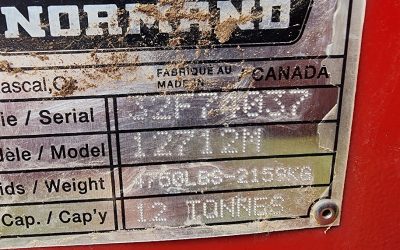 NORMAND
ascal, Q
FABRIQUÉ AU
MADE IN CANADA
ie / Serial 32F74037
dèle / Model 12712M
ids / Weight 4760LBS-2159KG
Cap. / Cap'y 12 TONNES